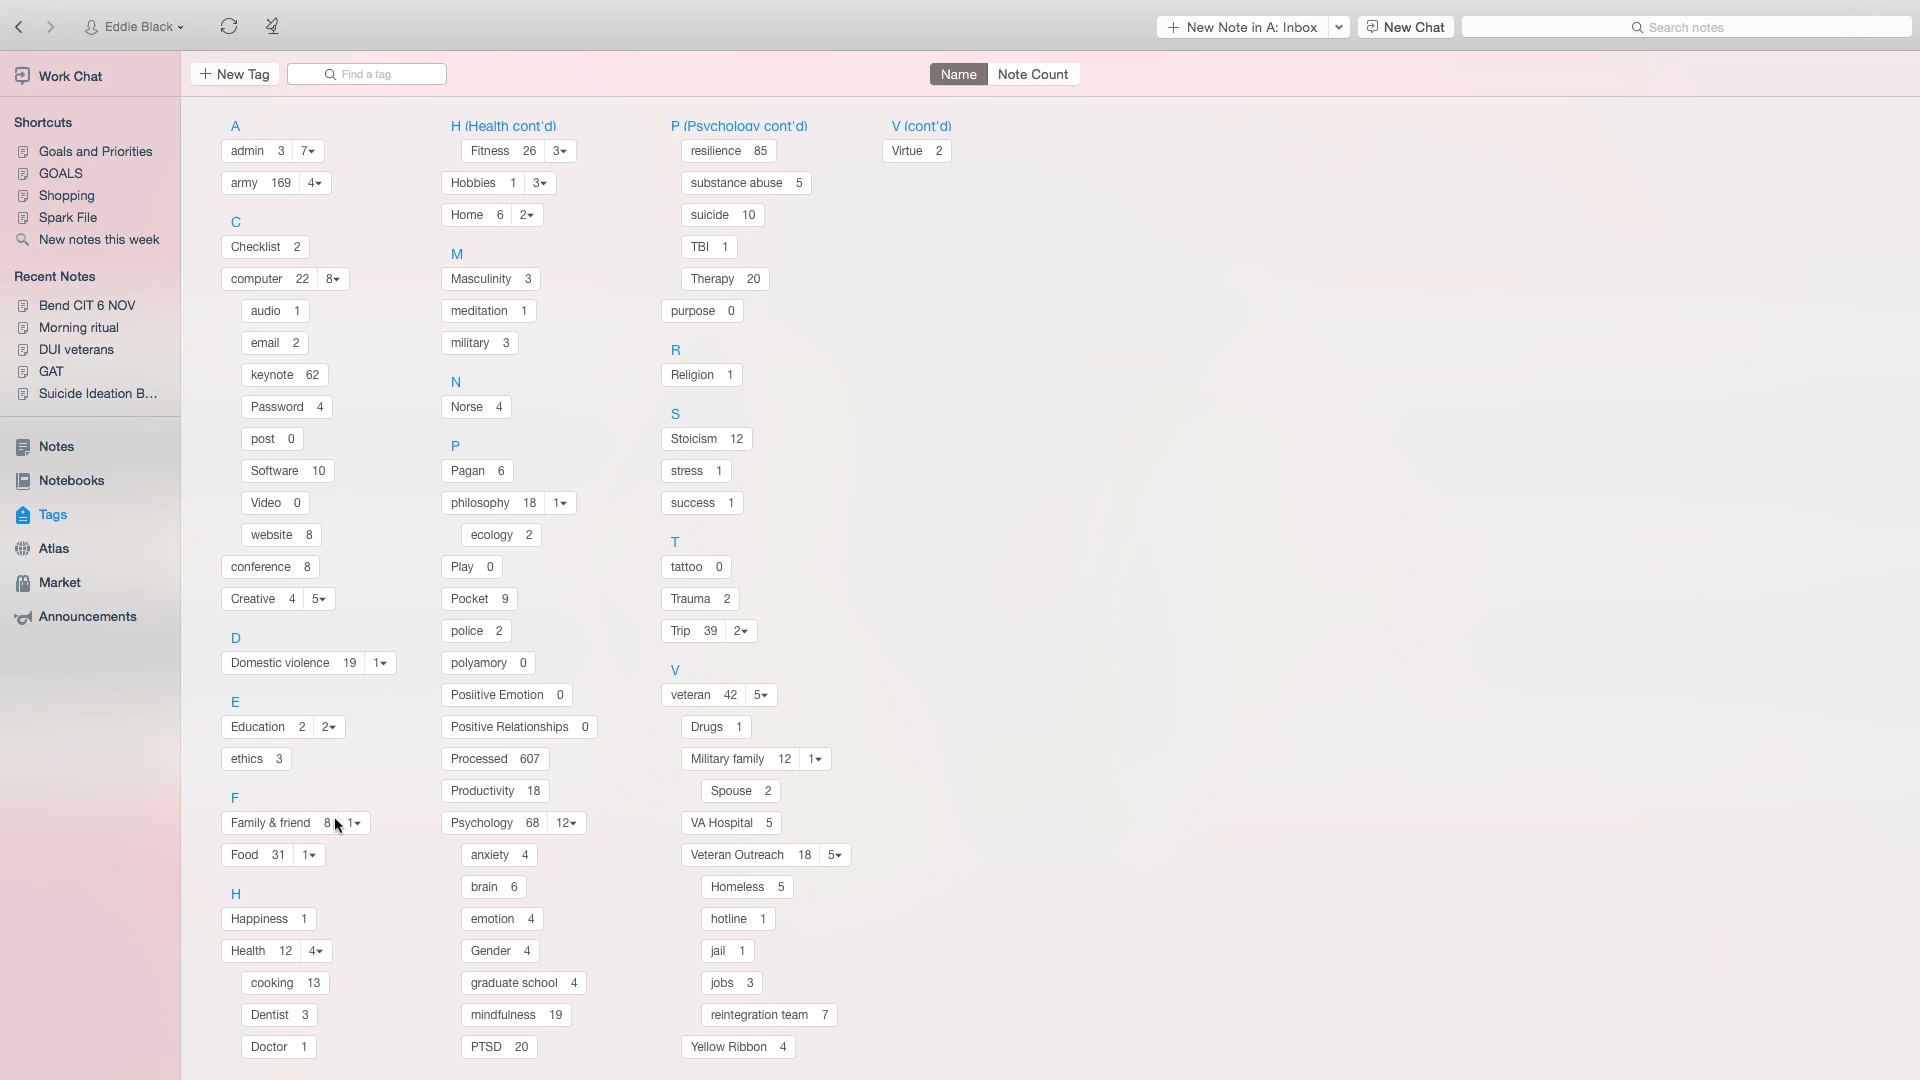 Eddie Black
New Note in A: Inbox
New Chat
Search notes
Work Chat
New Tag
Find a tag
Name
Note Count
Shortcuts
Goals and Priorities
GOALS
Shopping
Spark File
New notes this week
Recent Notes
Bend CIT 6 NOV
Morning ritual
DUI veterans
GAT
Suicide Ideation B...
Notes
Notebooks
Tags
Atlas
Market
Announcements
A
admin 3 7
army 169 4
C
Checklist 2
computer 22 8
audio 1
email 2
keynote 62
Password 4
post 0
Software 10
Video 0
website 8
conference 8
Creative 4 5
D
Domestic violence 19 1
E
Education 2 2
ethics 3
F
Family & friend 8 1
Food 31 1
H
Happiness 1
Health 12 4
cooking 13
Dentist 3
Doctor 1
H (Health cont'd)
Fitness 26 3
Hobbies 1 3
Home 6 2
M
Masculinity 3
meditation 1
military 3
N
Norse 4
P
Pagan 6
philosophy 18 1
ecology 2
Play 0
Pocket 9
police 2
polyamory 0
Posiitive Emotion 0
Positive Relationships 0
Processed 607
Productivity 18
Psychology 68 12
anxiety 4
brain 6
emotion 4
Gender 4
graduate school 4
mindfulness 19
PTSD 20
P (Psychology cont'd)
resilience 85
substance abuse 5
suicide 10
TBI 1
Therapy 20
purpose 0
R
Religion 1
S
Stoicism 12
stress 1
success 1
T
tattoo 0
Trauma 2
Trip 39 2
V
veteran 42 5
Drugs 1
Military family 12 1
Spouse 2
VA Hospital 5
Veteran Outreach 18 5
Homeless 5
hotline 1
jail 1
jobs 3
reintegration team 7
Yellow Ribbon 4
V (cont'd)
Virtue 2